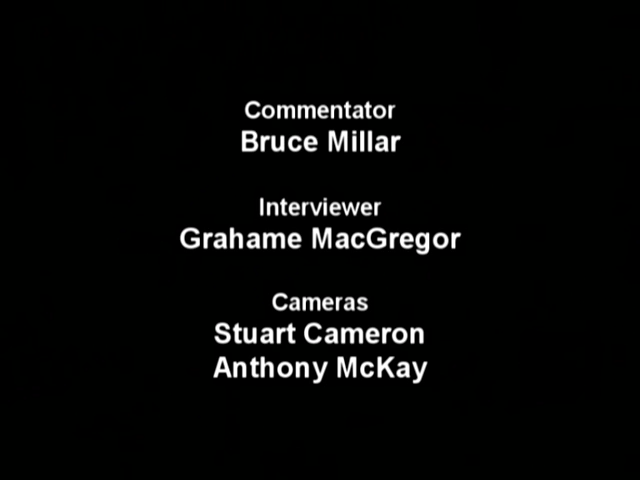 Commentator
Bruce Millar
Interviewer
Grahame MacGregor
Cameras
Stuart Cameron
Anthony McKay